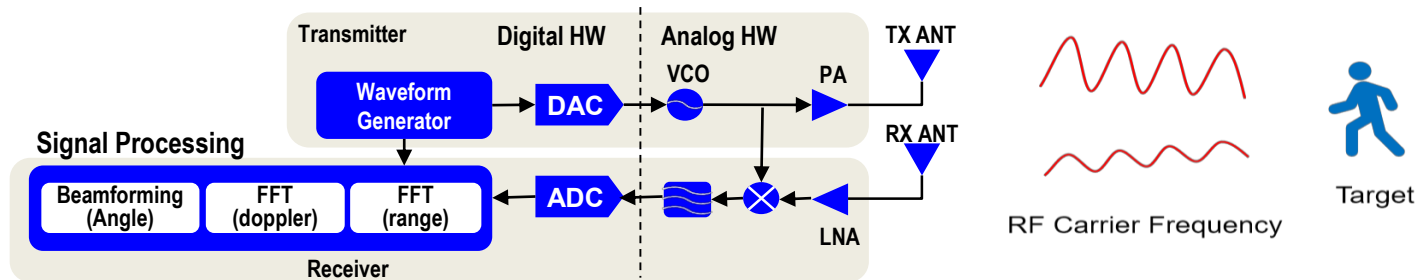 Transmitter
Digital HW
Analog HW
TX ANT
VCO
PA
Waveform
Generator
DAC
RX ANT
Signal Processing
Beamforming
(Angle)
FFT
(doppler)
FFT
(range)
ADC
LNA
Receiver
RF Carrier Frequency
Target